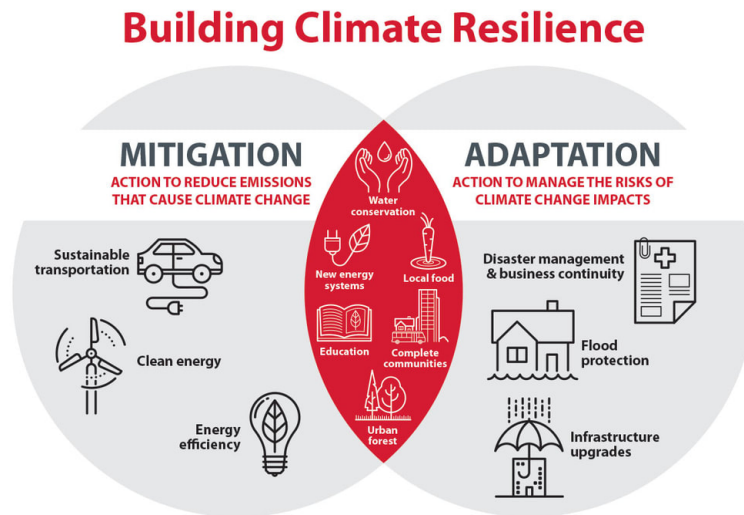 Building Climate Resilience
MITIGATION
ACTION TO REDUCE EMISSIONS
THAT CAUSE CLIMATE CHANGE
Sustainable
transportation
Clean energy
Energy
efficiency
Water
conservation
New energy
systems
Local food
Education
Complete
communities
Urban
forest
ADAPTATION
ACTION TO MANAGE THE RISKS OF
CLIMATE CHANGE IMPACTS
Disaster management
& business continuity
Flood
protection
Infrastructure
upgrades